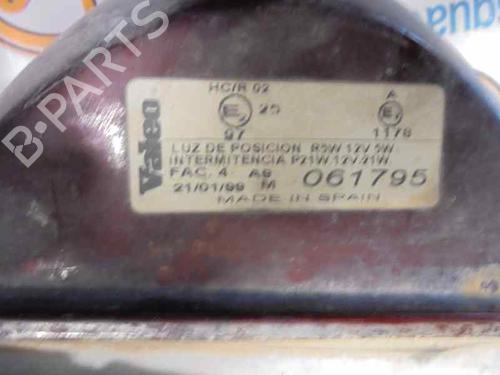 HC/R 02
A
E 25
E
97
1178
LUZ DE POSICION R5W 12V 5W
INTERMITENCIA P21W 12V 21W
FAC. 4 A9
21/01/99 M 061795
MADE IN SPAIN
Valeo
B-PARTS